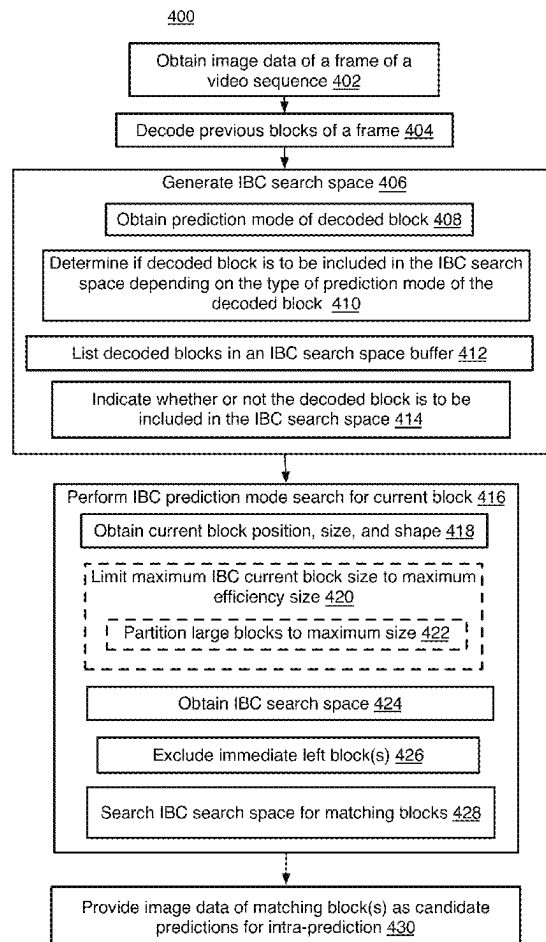 400
Obtain image data of a frame of a
video sequence 402
Decode previous blocks of a frame 404
Generate IBC search space 406
Obtain prediction mode of decoded block 408
Determine if decoded block is to be included in the IBC search
space depending on the type of prediction mode of the
decoded block 410
List decoded blocks in an IBC search space buffer 412
Indicate whether or not the decoded block is to be
included in the IBC search space 414
Perform IBC prediction mode search for current block 416
Obtain current block position, size, and shape 418
Limit maximum IBC current block size to maximum
efficiency size 420
Partition large blocks to maximum size 422
Obtain IBC search space 424
Exclude immediate left block(s) 426
Search IBC search space for matching blocks 428
Provide image data of matching block(s) as candidate
predictions for intra-prediction 430